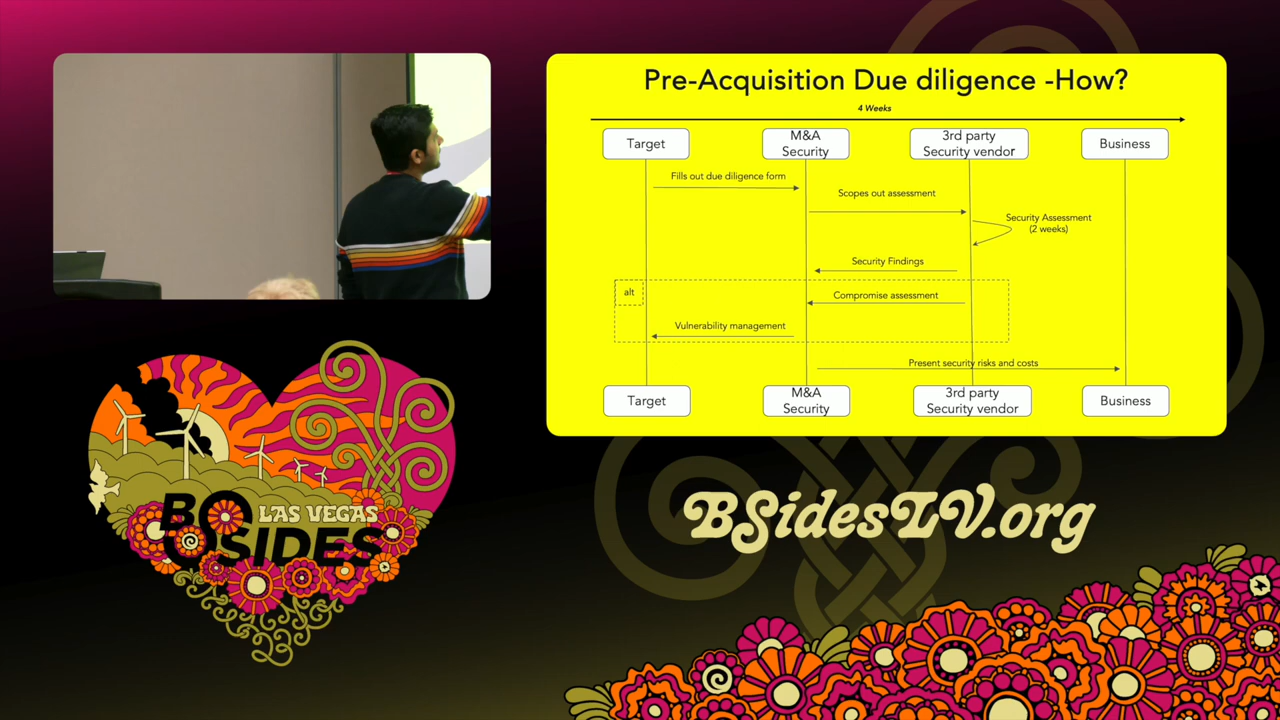 Pre-Acquisition Due diligence -How?
4 Weeks
Target
M&A
Security
3rd party
Security vendor
Business
Fills out due diligence form
Scopes out assessment
Security Assessment
(2 weeks)
Security Findings
alt
Compromise assessment
Vulnerability management
Present security risks and costs
Target
M&A
Security
3rd party
Security vendor
Business
LAS VEGAS
BSidesLV.org
23